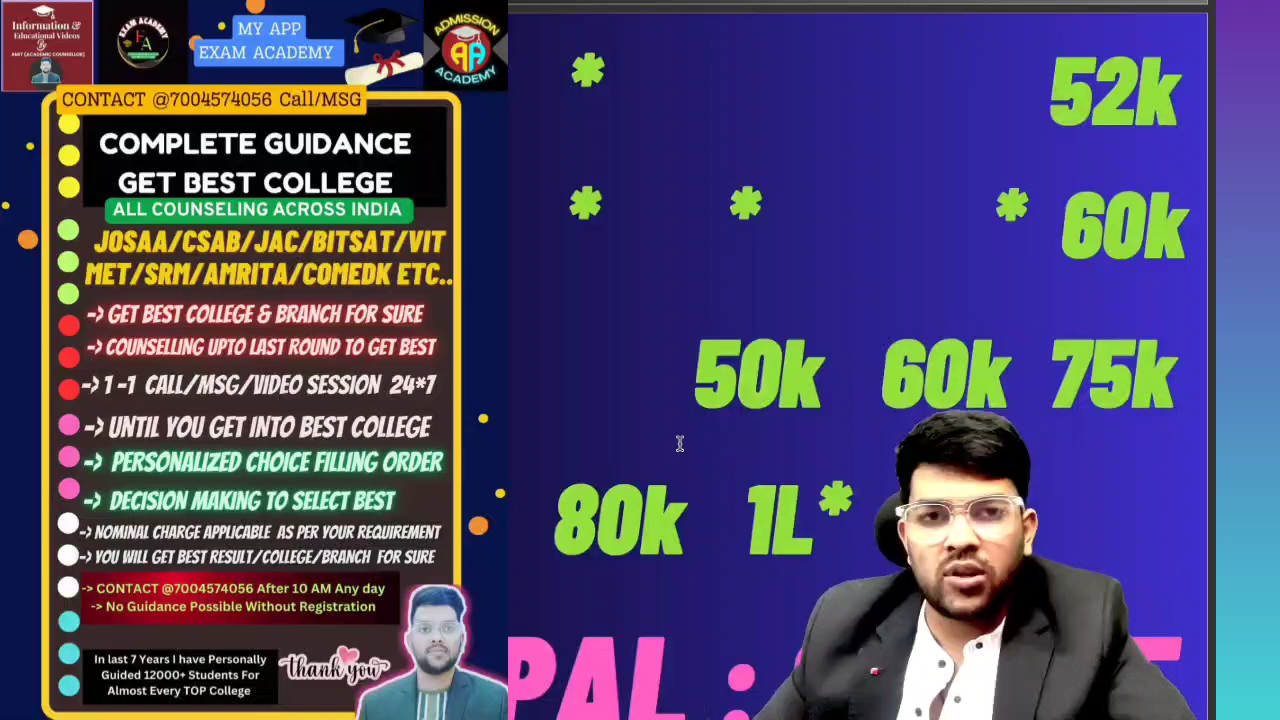 Information &
Educational Videos
By
AMIT (ACADEMIC COUNSELLOR)
EXAM ACADEMY
EA
MY APP
EXAM ACADEMY
ADMISSION
AA
ACADEMY
CONTACT @7004574056 Call/MSG
COMPLETE GUIDANCE
GET BEST COLLEGE
ALL COUNSELING ACROSS INDIA
JOSAA/CSAB/JAC/BITSAT/VIT
MET/SRM/AMRITA/COMEDK ETC..
-> GET BEST COLLEGE & BRANCH FOR SURE
-> COUNSELLING UPTO LAST ROUND TO GET BEST
-> 1 -1 CALL/MSG/VIDEO SESSION 24*7
-> UNTIL YOU GET INTO BEST COLLEGE
-> PERSONALIZED CHOICE FILLING ORDER
-> DECISION MAKING TO SELECT BEST
-> NOMINAL CHARGE APPLICABLE AS PER YOUR REQUIREMENT
-> YOU WILL GET BEST RESULT/COLLEGE/BRANCH FOR SURE
-> CONTACT @7004574056 After 10 AM Any day
-> No Guidance Possible Without Registration
In last 7 Years I have Personally
Guided 12000+ Students For
Almost Every TOP College
thank you
* 52k
* * * 60k
50k 60k 75k
80k 1L*
PAL :